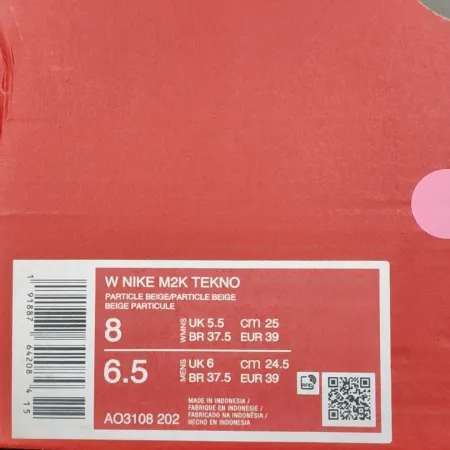 W NIKE M2K TEKNO
PARTICLE BEIGE/PARTICLE BEIGE
BEIGE PARTICULE
8 WMNS UK 5.5 cm 25
BR 37.5 EUR 39
6.5 MENS UK 6 cm 24.5
BR 37.5 EUR 39
AO3108 202
MADE IN INDONESIA /
FABRIQUÉ EN INDONÉSIE /
FABRICADO NA INDONÉSIA /
HECHO EN INDONESIA
1 91887 64208 4 15